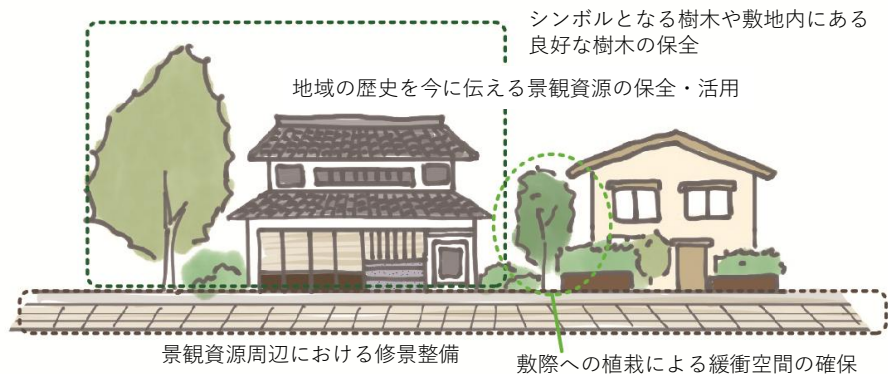 シンボルとなる樹木や敷地内にある
良好な樹木の保全
地域の歴史を今に伝える景観資源の保全・活用
景観資源周辺における修景整備
敷際への植栽による緩衝空間の確保